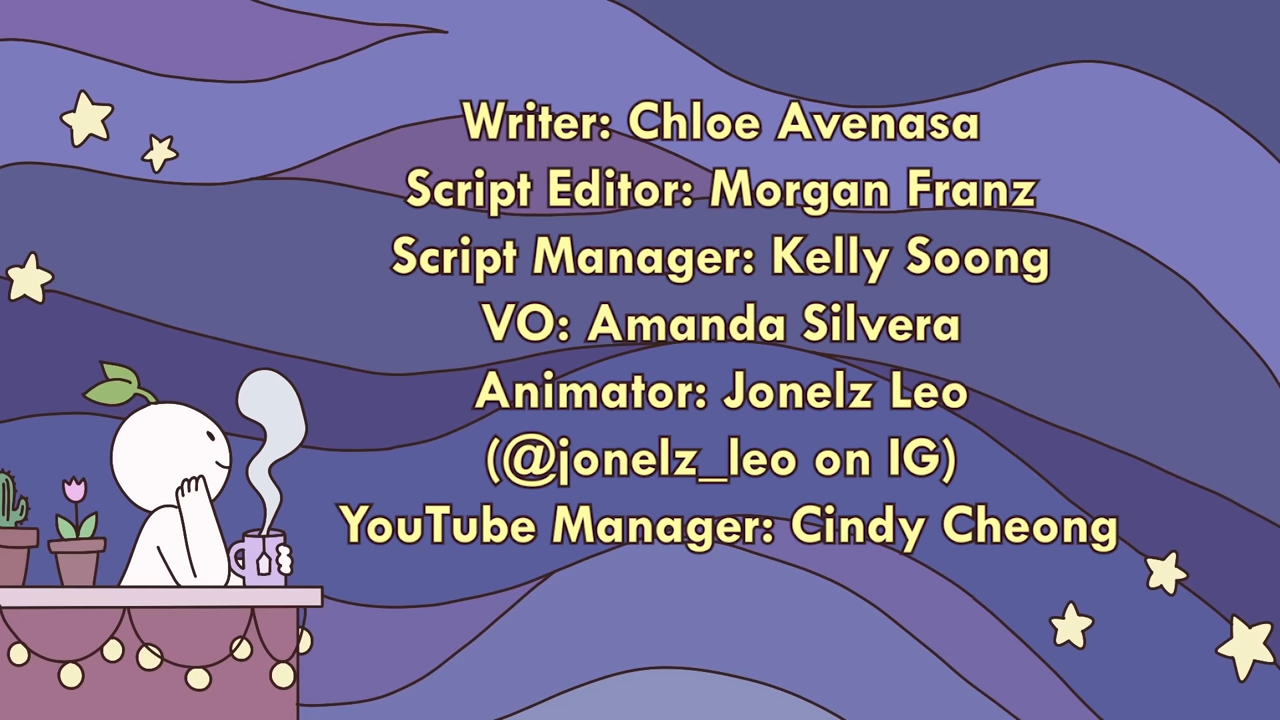 Writer: Chloe Avenasa
Script Editor: Morgan Franz
Script Manager: Kelly Soong
VO: Amanda Silvera
Animator: Jonelz Leo
(@jonelz_leo on IG)
YouTube Manager: Cindy Cheong